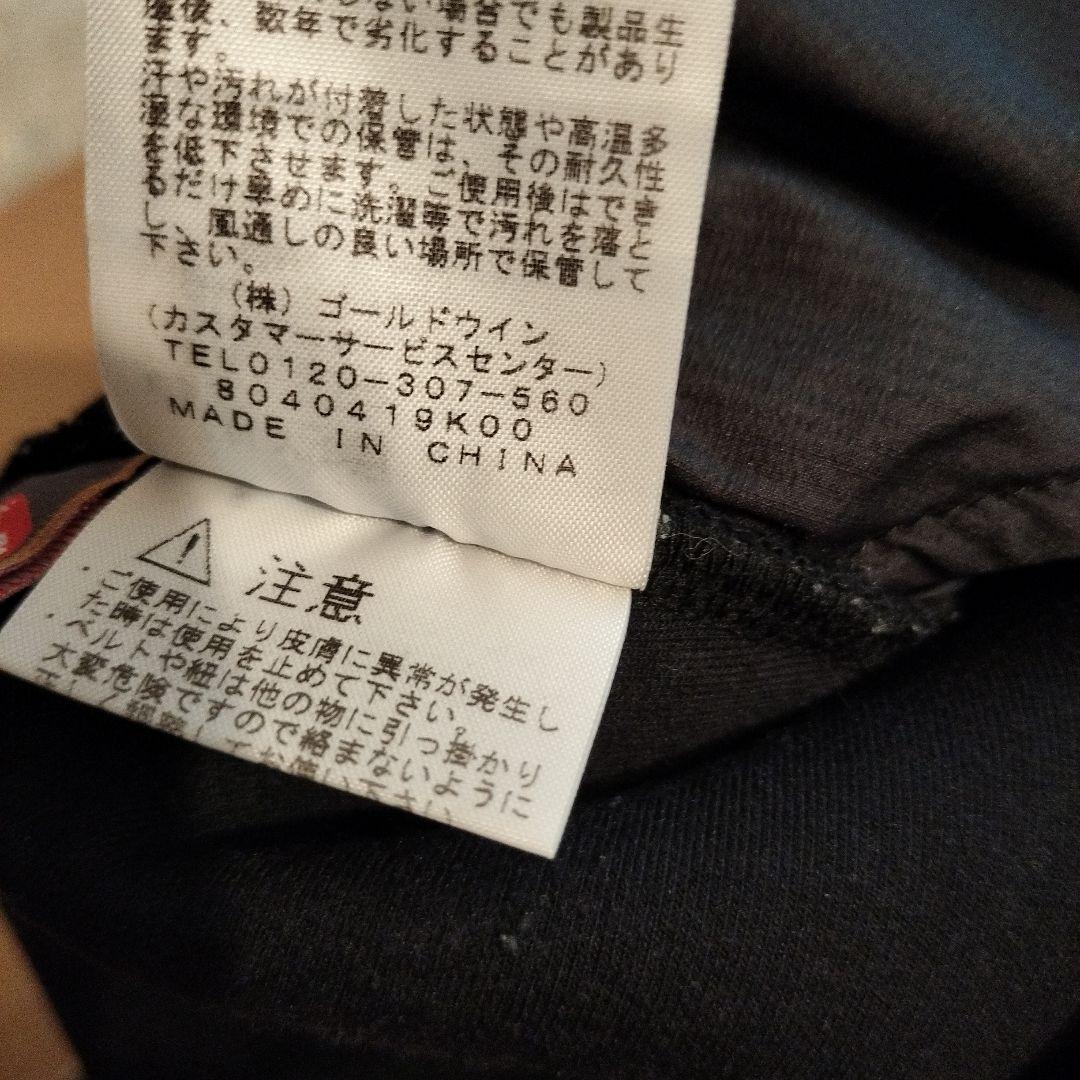 ない場合でも製品生
産後、数年で劣化することがあり
ます。
汗や汚れが付着した状態や高温多
湿な環境での保管は、その耐久性
を低下させます。ご使用後はできる
だけ早めに洗濯等で汚れを落とし
、風通しの良い場所で保管して
下さい。
(株) ゴールドウイン
(カスタマーサービスセンター)
TEL0120-307-560
8040419K00
MADE IN CHINA
注意
・ご使用により皮膚に異常が発生し
た時は使用を止めて下さい。
・ベルトや紐は他の物に引っ掛かり
大変危険ですので絡まないように
お使い下さい